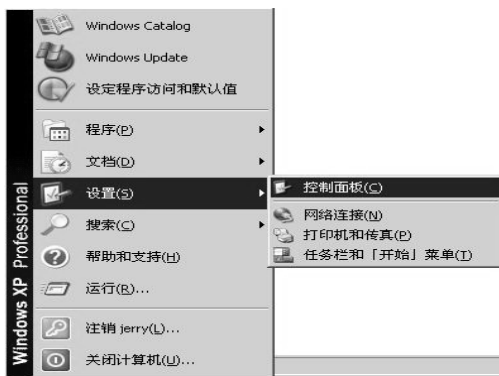 Windows Catalog
Windows Update
设定程序访问和默认值
程序(P)
文档(D)
设置(S)
控制面板(C)
网络连接(N)
打印机和传真(P)
任务栏和「开始」菜单(T)
搜索(C)
帮助和支持(H)
运行(R)...
注销 jerry(L)...
关闭计算机(U)...
Windows XP Professional